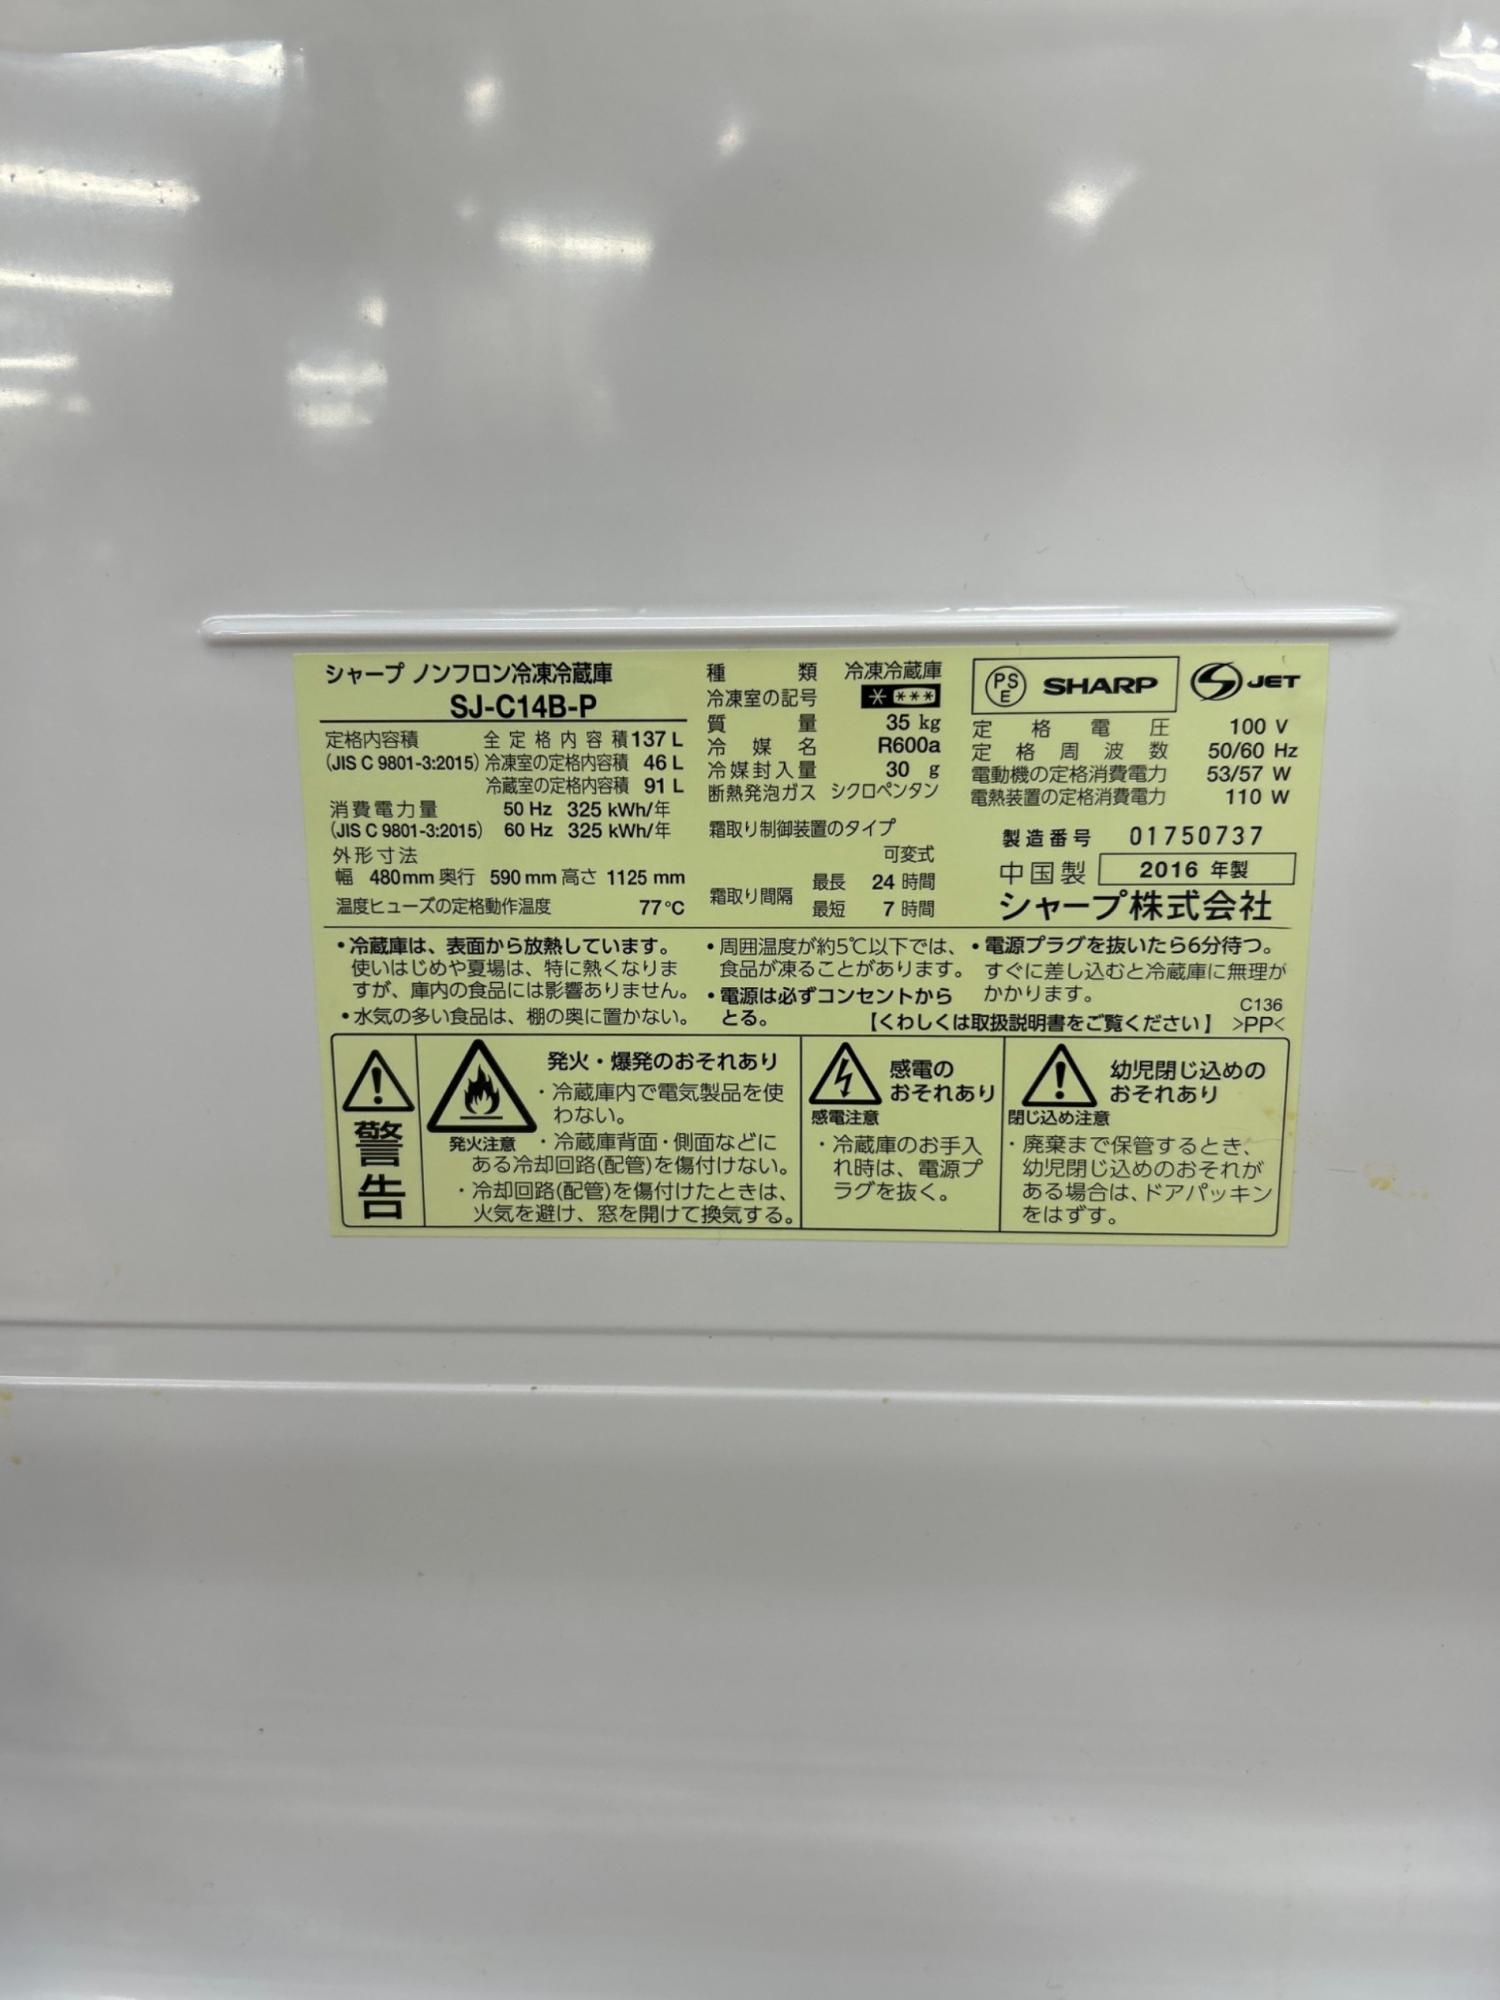 シャープ ノンフロン冷凍冷蔵庫
SJ-C14B-P
定格内容積 全定格内容積 137 L
(JIS C 9801-3:2015) 冷凍室の定格内容積 46 L
冷蔵室の定格内容積 91 L
消費電力量 50 Hz 325 kWh/年
(JIS C 9801-3:2015) 60 Hz 325 kWh/年
外形寸法
幅 480mm 奥行 590 mm 高さ 1125 mm
温度ヒューズの定格動作温度 77℃
種類 冷凍冷蔵庫
冷凍室の記号 * ***
質量 35 kg
冷媒名 R600a
冷媒封入量 30 g
断熱発泡ガス シクロペンタン
霜取り制御装置のタイプ
可変式
霜取り間隔 最長 24 時間
最短 7 時間
PS E SHARP JET
定格電圧 100 V
定格周波数 50/60 Hz
電動機の定格消費電力 53/57 W
電熱装置の定格消費電力 110 W
製造番号 01750737
中国製 2016 年製
シャープ株式会社
•冷蔵庫は、表面から放熱しています。
使いはじめや夏場は、特に熱くなりま
すが、庫内の食品には影響ありません。
•水気の多い食品は、棚の奥に置かない。
•周囲温度が約5℃以下では、
食品が凍ることがあります。
•電源は必ずコンセントから
とる。
•電源プラグを抜いたら6分待つ。
すぐに差し込むと冷蔵庫に無理が
かかります。
C136
【くわしくは取扱説明書をご覧ください】 >PP<
警告
発火注意
発火・爆発のおそれあり
・冷蔵庫内で電気製品を使
わない。
・冷蔵庫背面・側面などに
ある冷却回路(配管)を傷付けない。
・冷却回路(配管)を傷付けたときは、
火気を避け、窓を開けて換気する。
感電の
おそれあり
感電注意
・冷蔵庫のお手入
れ時は、電源プ
ラグを抜く。
幼児閉じ込めの
おそれあり
閉じ込め注意
・廃棄まで保管するとき、
幼児閉じ込めのおそれが
ある場合は、ドアパッキン
をはずす。